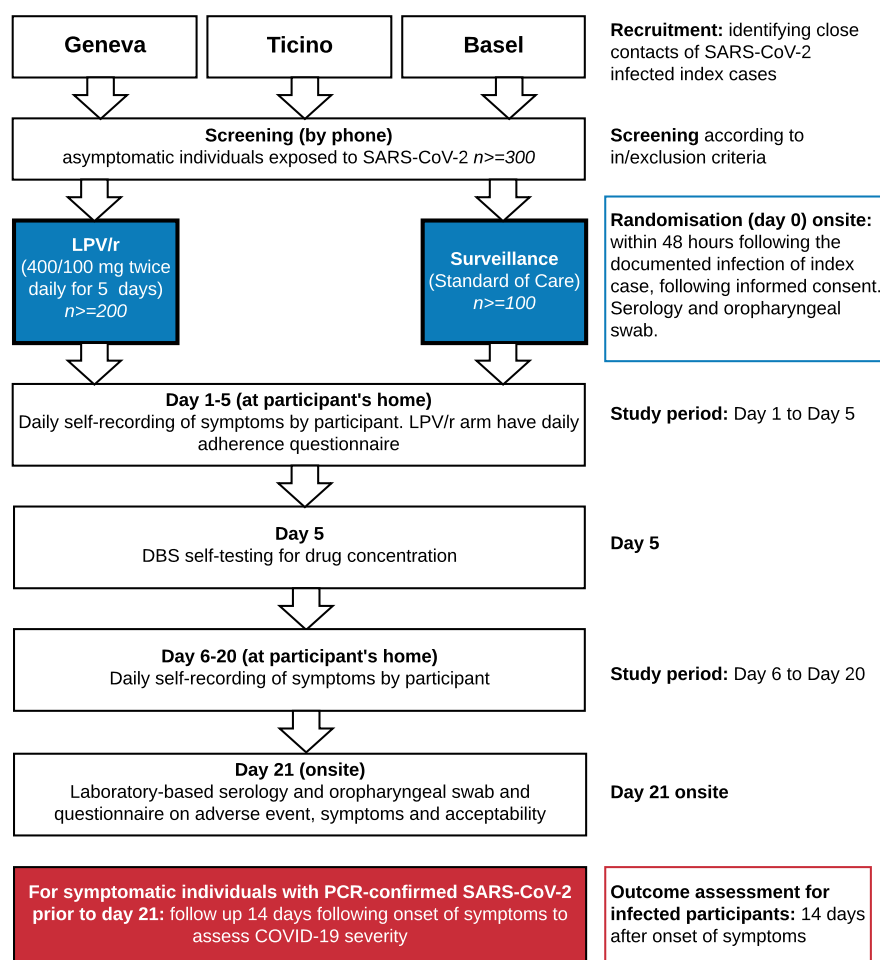 Geneva
Ticino
Basel
Recruitment: identifying close
contacts of SARS-CoV-2
infected index cases
Screening (by phone)
asymptomatic individuals exposed to SARS-CoV-2 n>=300
Screening according to
in/exclusion criteria
LPV/r
(400/100 mg twice
daily for 5  days)
n>=200
Surveillance
(Standard of Care)
n>=100
Randomisation (day 0) onsite:
within 48 hours following the
documented infection of index
case, following informed consent.
Serology and oropharyngeal
swab.
Day 1-5 (at participant's home)
Daily self-recording of symptoms by participant. LPV/r arm have daily
adherence questionnaire
Study period: Day 1 to Day 5
Day 5
DBS self-testing for drug concentration
Day 5
Day 6-20 (at participant's home)
Daily self-recording of symptoms by participant
Study period: Day 6 to Day 20
Day 21 (onsite)
Laboratory-based serology and oropharyngeal swab and
questionnaire on adverse event, symptoms and acceptability
Day 21 onsite
For symptomatic individuals with PCR-confirmed SARS-CoV-2
prior to day 21: follow up 14 days following onset of symptoms to
assess COVID-19 severity
Outcome assessment for
infected participants: 14 days
after onset of symptoms